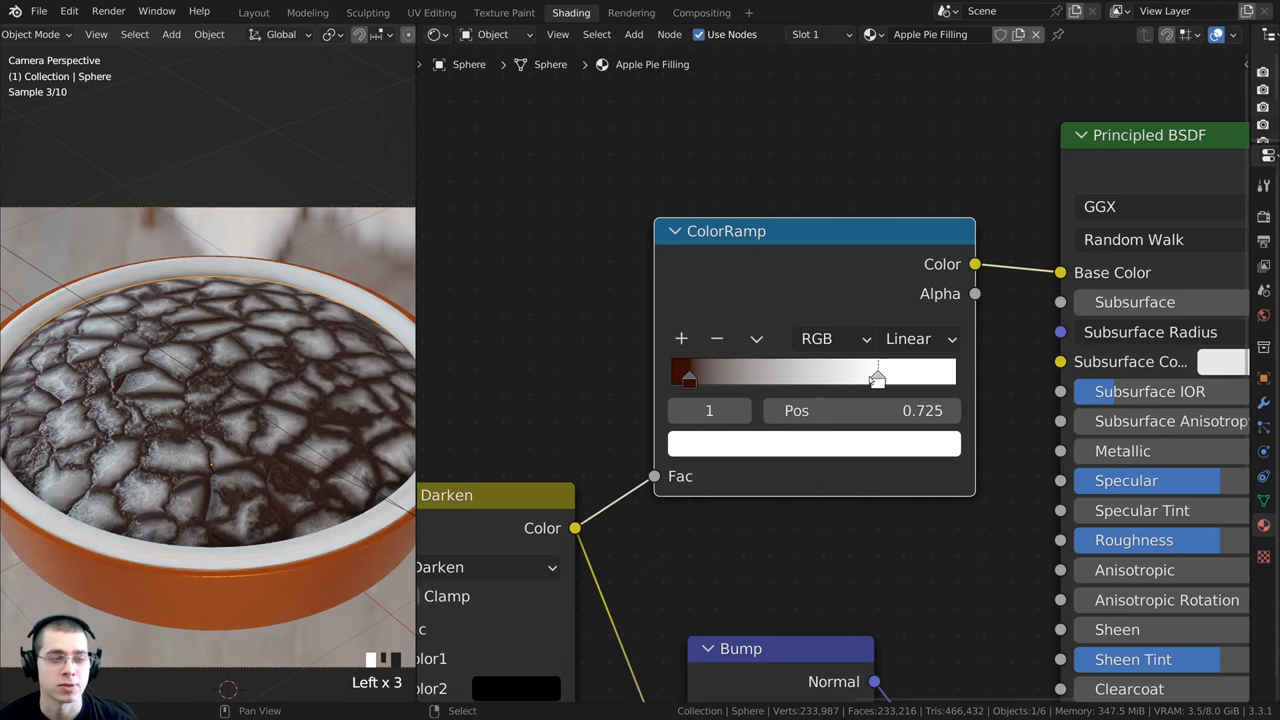 File Edit Render Window Help Layout Modeling Sculpting UV Editing Texture Paint Shading Rendering Compositing + Scene View Layer
Object Mode View Select Add Object Global Object View Select Add Node Use Nodes Slot 1 Apple Pie Filling
Camera Perspective
(1) Collection | Sphere
Sample 3/10
Sphere > Sphere > Apple Pie Filling
Principled BSDF
GGX
Random Walk
Base Color
Subsurface
Subsurface Radius
Subsurface Co...
Subsurface IOR
Subsurface Anisotrop
Metallic
Specular
Specular Tint
Roughness
Anisotropic
Anisotropic Rotation
Sheen
Sheen Tint
Clearcoat
ColorRamp
Color
Alpha
RGB Linear
1 Pos 0.725
Fac
Darken
Color
Darken
Clamp
c
olor1
olor2
Bump
Normal
Left x 3
Pan View Select Collection | Sphere | Verts:233,987 | Faces:233,216 | Tris:466,432 | Objects:1/6 | Memory: 347.5 MiB | VRAM: 3.5/8.0 GiB | 3.3.1